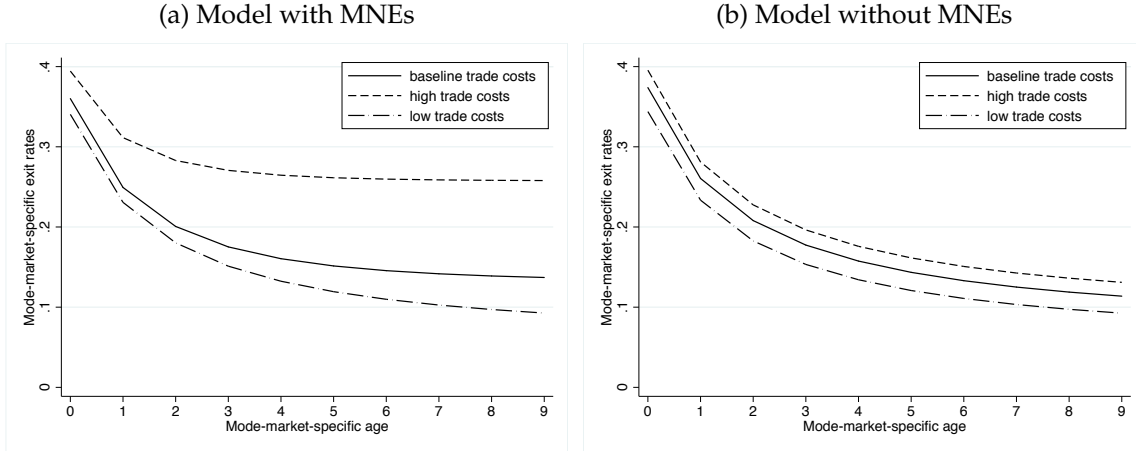 (a) Model with MNEs
(b) Model without MNEs
Mode-market-specific exit rates
.4
.3
.2
.1
0
baseline trade costs
high trade costs
low trade costs
0 1 2 3 4 5 6 7 8 9
Mode-market-specific age
Mode-market-specific exit rates
.4
.3
.2
.1
0
baseline trade costs
high trade costs
low trade costs
0 1 2 3 4 5 6 7 8 9
Mode-market-specific age